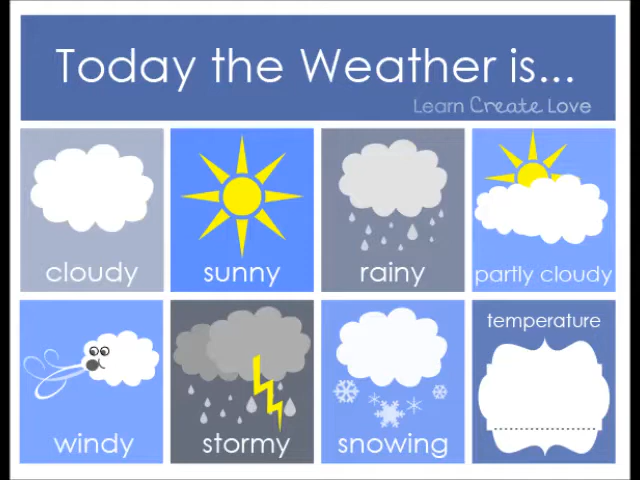 Today the Weather is...
Learn Create Love
cloudy
sunny
rainy
partly cloudy
windy
stormy
snowing
temperature